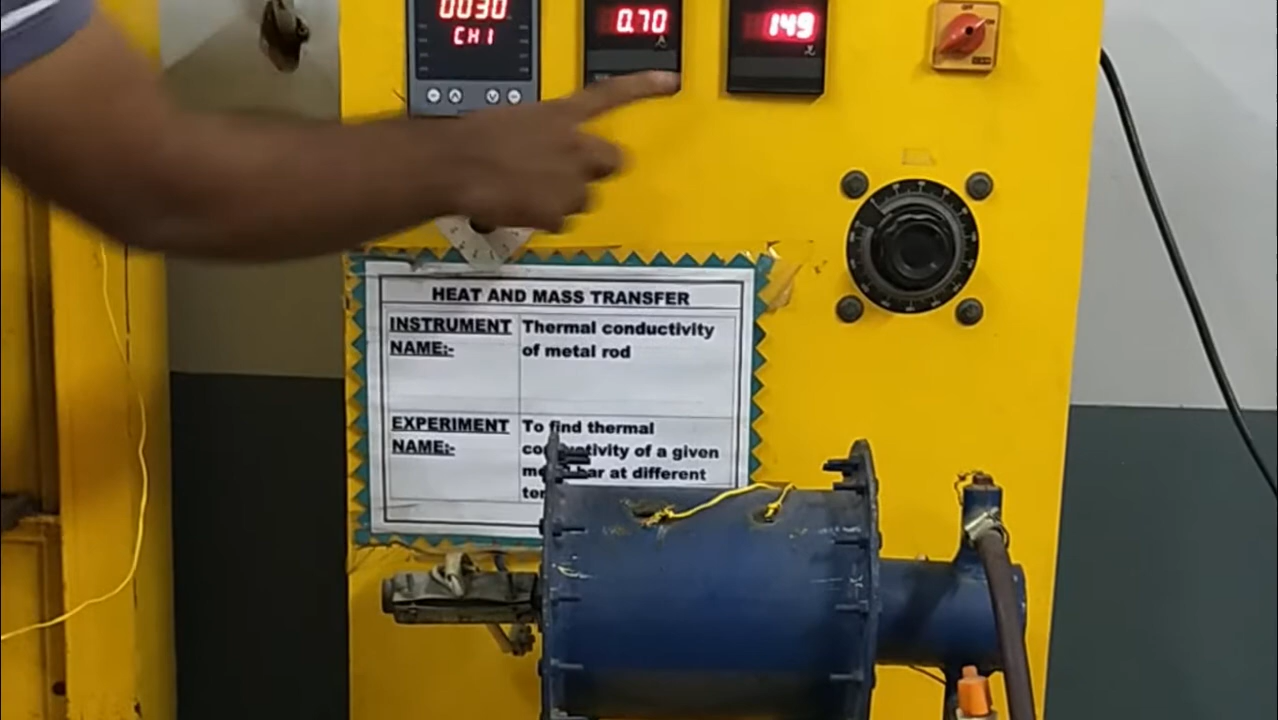 0030
CH1
0.70
A
149
OFF
HEAT AND MASS TRANSFER
INSTRUMENT NAME:-
Thermal conductivity
of metal rod
EXPERIMENT NAME:-
To find thermal
of a given
bar at different